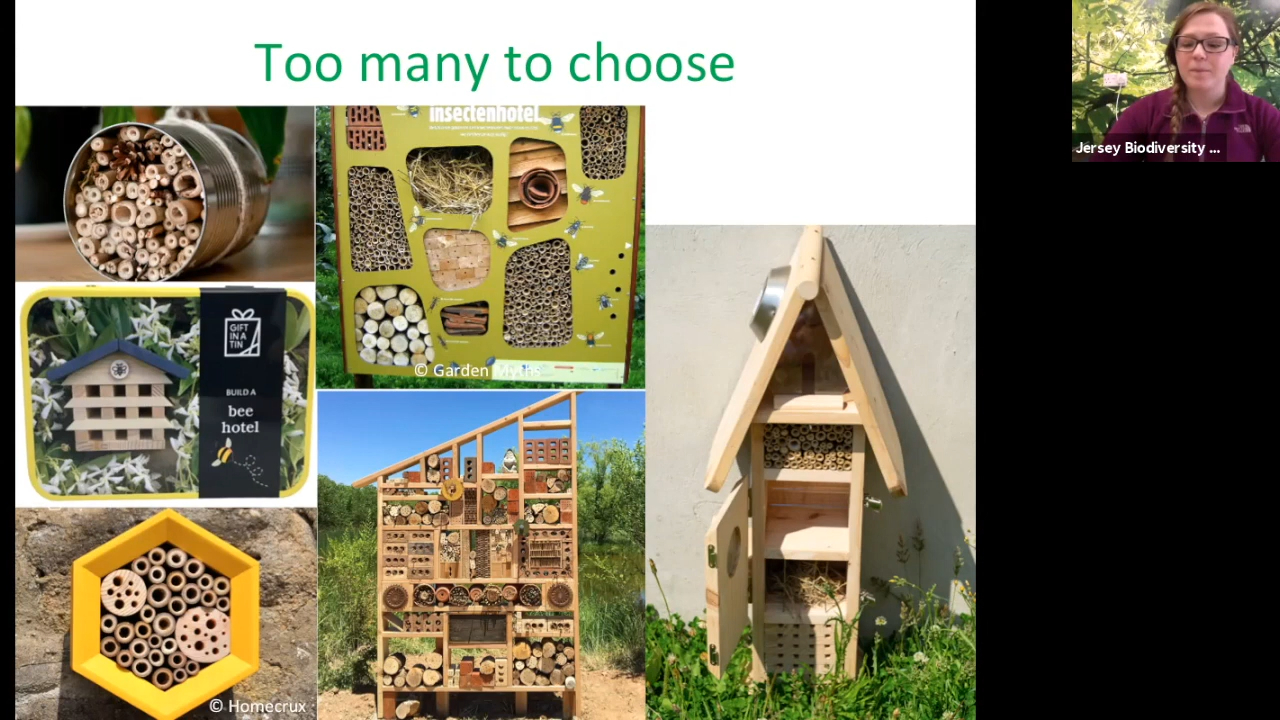 Too many to choose
Jersey Biodiversity ...
insectenhotel
© Garden Myths
GIFT
IN A
TIN
BUILD A
bee
hotel
© Homecrux